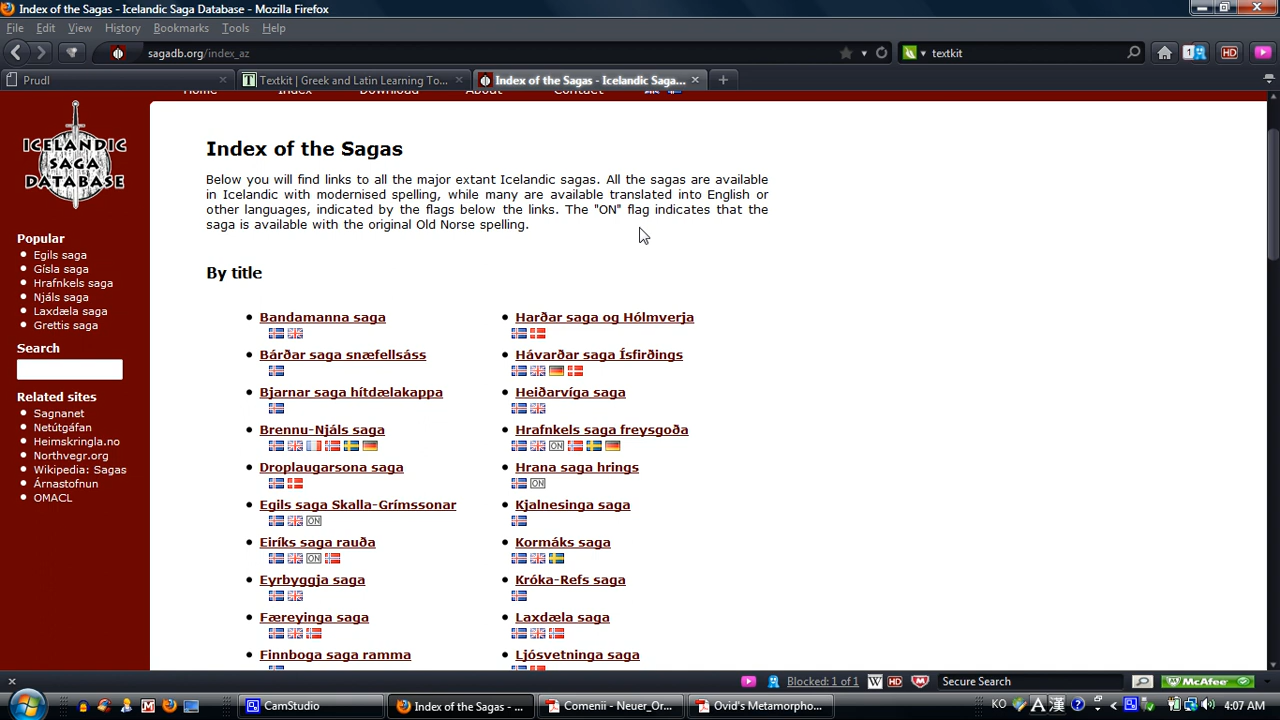 Index of the Sagas - Icelandic Saga Database - Mozilla Firefox
File Edit View History Bookmarks Tools Help
sagadb.org/index_az
textkit
Prudl
Textkit | Greek and Latin Learning To...
Index of the Sagas - Icelandic Saga...
Home Index Download About Contact
ICELANDIC
SAGA
DATABASE
Popular
Egils saga
Gísla saga
Hrafnkels saga
Njáls saga
Laxdæla saga
Grettis saga
Search
Related sites
Sagnanet
Netútgáfan
Heimskringla.no
Northvegr.org
Wikipedia: Sagas
Árnastofnun
OMACL
Index of the Sagas
Below you will find links to all the major extant Icelandic sagas. All the sagas are available
in Icelandic with modernised spelling, while many are available translated into English or
other languages, indicated by the flags below the links. The "ON" flag indicates that the
saga is available with the original Old Norse spelling.
By title
Bandamanna saga
Bárðar saga snæfellsáss
Bjarnar saga hítdælakappa
Brennu-Njáls saga
Droplaugarsona saga
Egils saga Skalla-Grímssonar
ON
Eiríks saga rauða
ON
Eyrbyggja saga
Færeyinga saga
Finnboga saga ramma
Harðar saga og Hólmverja
Hávarðar saga Ísfirðings
Heiðarvíga saga
Hrafnkels saga freysgoða
ON
Hrana saga hrings
ON
Kjalnesinga saga
Kormáks saga
Króka-Refs saga
Laxdæla saga
Ljósvetninga saga
Blocked: 1 of 1
W
HD
Secure Search
McAfee
CamStudio
Index of the Sagas - ...
Comenii - Neuer_Or...
Ovid's Metamorpho...
KO
A 漢
4:07 AM